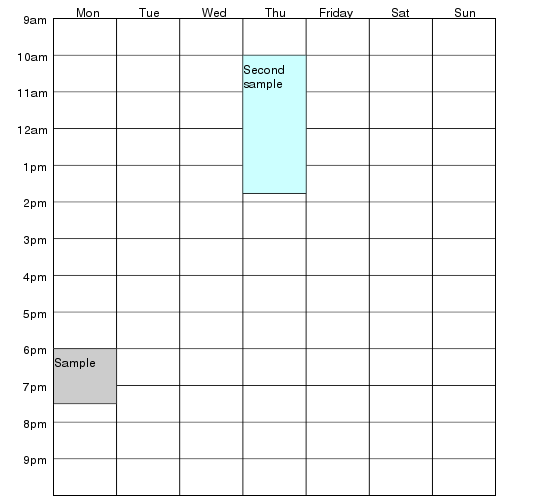 Mon Tue Wed Thu Friday Sat Sun
9am
10am
Second
sample
11am
12am
1pm
2pm
3pm
4pm
5pm
6pm
Sample
7pm
8pm
9pm